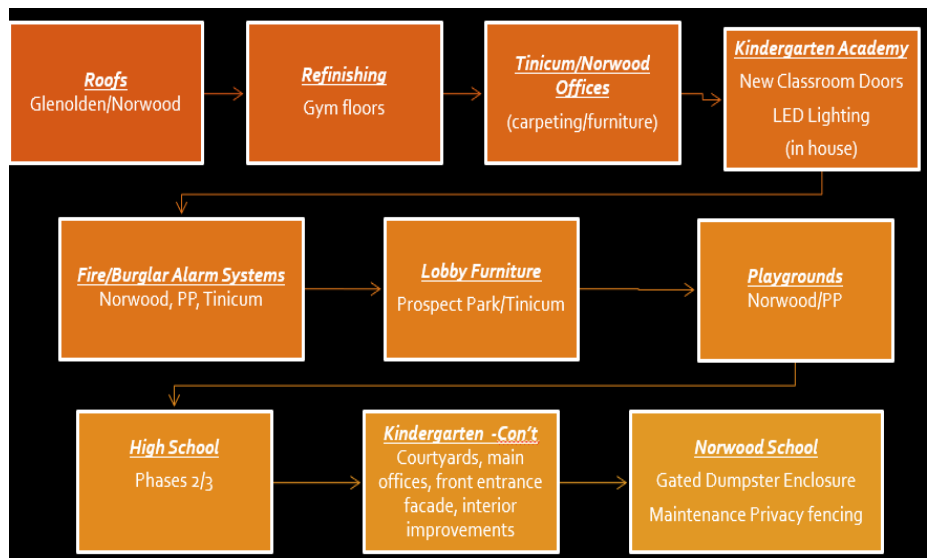 Roofs
Glenolden/Norwood
Refinishing
Gym floors
Tinicum/Norwood
Offices
(carpeting/furniture)
Kindergarten Academy
New Classroom Doors
LED Lighting
(in house)
Fire/Burglar Alarm Systems
Norwood, PP, Tinicum
Lobby Furniture
Prospect Park/Tinicum
Playgrounds
Norwood/PP
High School
Phases 2/3
Kindergarten -Con't
Courtyards, main
offices, front entrance
facade, interior
improvements
Norwood School
Gated Dumpster Enclosure
Maintenance Privacy fencing